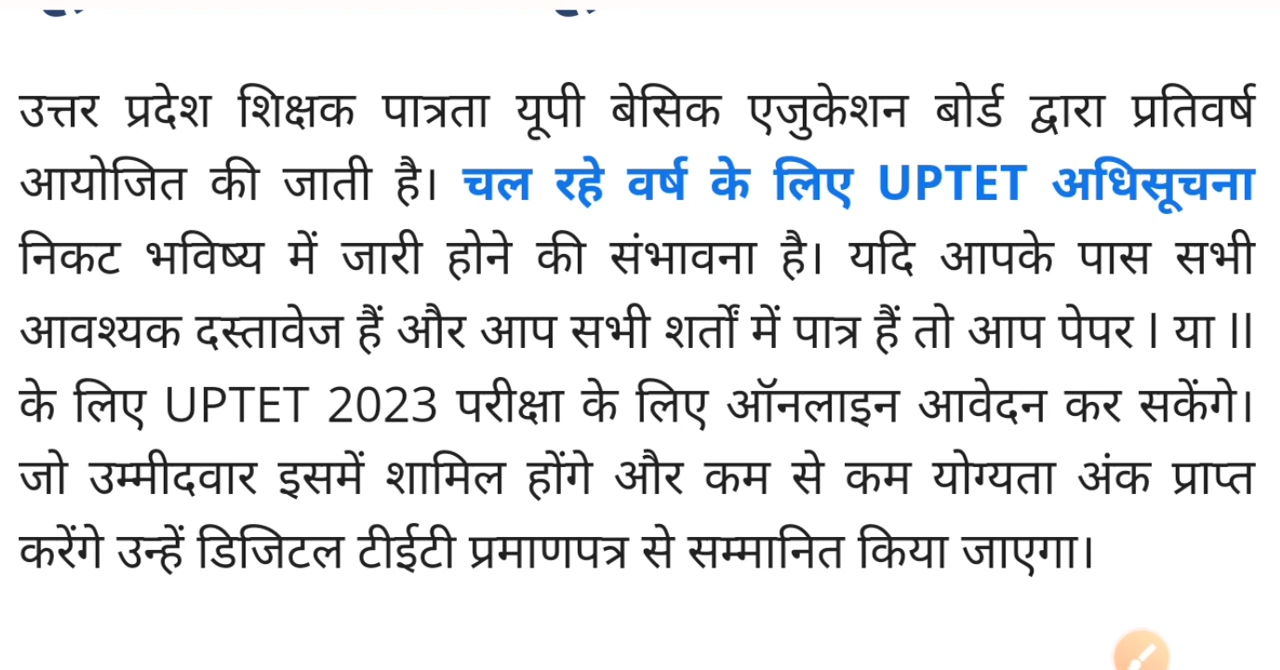 उत्तर प्रदेश शिक्षक पात्रता यूपी बेसिक एजुकेशन बोर्ड द्वारा प्रतिवर्ष
आयोजित की जाती है। चल रहे वर्ष के लिए UPTET अधिसूचना
निकट भविष्य में जारी होने की संभावना है। यदि आपके पास सभी
आवश्यक दस्तावेज हैं और आप सभी शर्तों में पात्र हैं तो आप पेपर I या II
के लिए UPTET 2023 परीक्षा के लिए ऑनलाइन आवेदन कर सकेंगे।
जो उम्मीदवार इसमें शामिल होंगे और कम से कम योग्यता अंक प्राप्त
करेंगे उन्हें डिजिटल टीईटी प्रमाणपत्र से सम्मानित किया जाएगा।